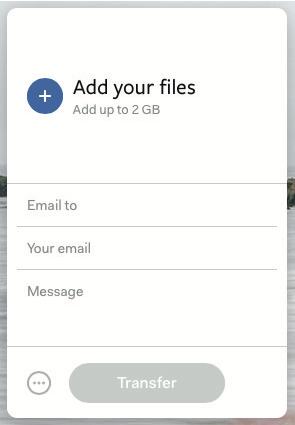 Add your files
Add up to 2 GB
Email to
Your email
Message
Transfer